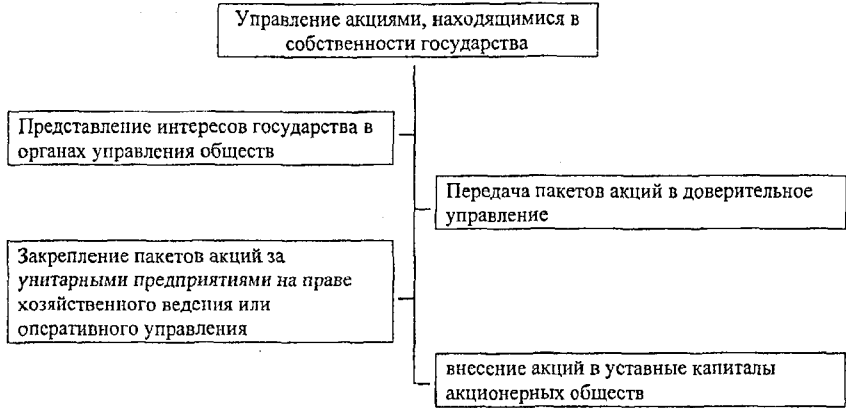 Управление акциями, находящимися в
собственности государства
Представление интересов государства в
органах управления обществ
Передача пакетов акций в доверительное
управление
Закрепление пакетов акций за
унитарными предприятиями на праве
хозяйственного ведения или
оперативного управления
внесение акций в уставные капиталы
акционерных обществ